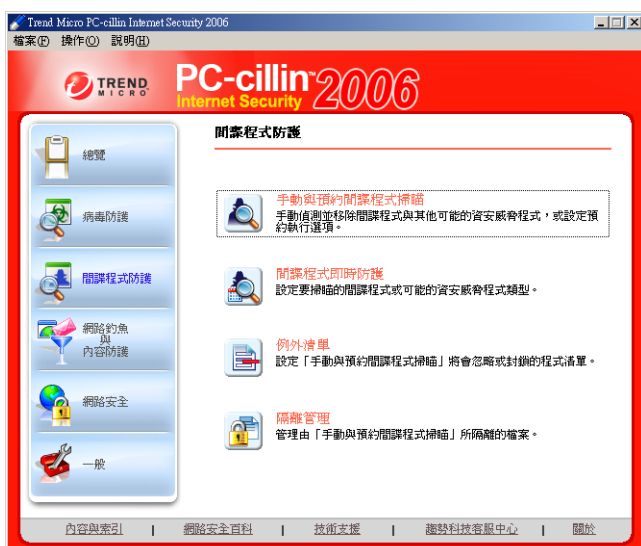 Trend Micro PC-cillin Internet Security 2006
檔案(F) 操作(O) 說明(H)
TREND MICRO
PC-cillin™ 2006
Internet Security
間諜程式防護
總覽
病毒防護
間諜程式防護
網路釣魚
與
內容防護
網路安全
一般
手動與預約間諜程式掃瞄
手動偵測並移除間諜程式與其他可能的資安威脅程式,或設定預
約執行選項。
間諜程式即時防護
設定要掃瞄的間諜程式或可能的資安威脅程式類型。
例外清單
設定「手動與預約間諜程式掃瞄」將會忽略或封鎖的程式清單。
隔離管理
管理由「手動與預約間諜程式掃瞄」所隔離的檔案。
內容與索引 | 網路安全百科 | 技術支援 | 趨勢科技客服中心 | 關於